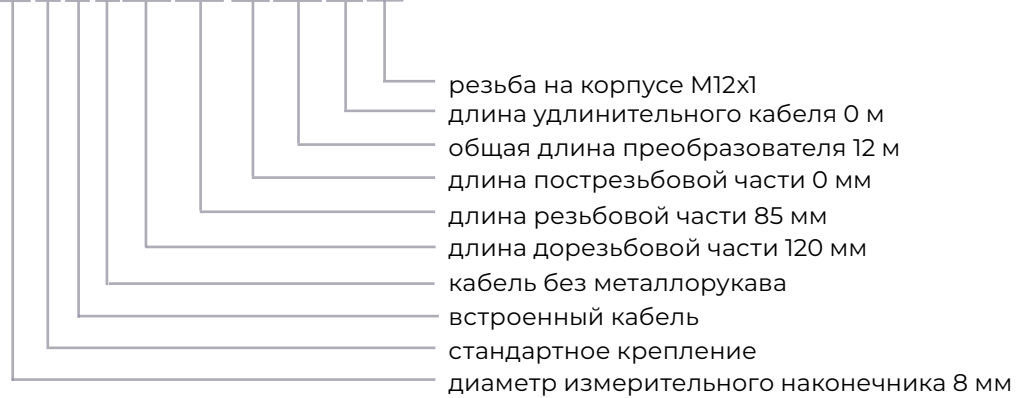 резьба на корпусе М12х1
длина удлинительного кабеля 0 м
общая длина преобразователя 12 м
длина пострезьбовой части 0 мм
длина резьбовой части 85 мм
длина дорезьбовой части 120 мм
кабель без металлорукава
встроенный кабель
стандартное крепление
диаметр измерительного наконечника 8 мм